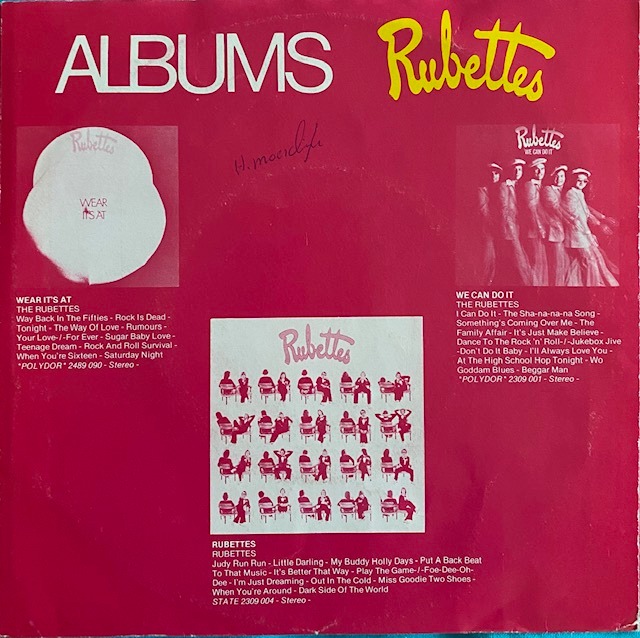 ALBUMS Rubettes
Rubettes
WEAR
IT'S AT
WEAR IT'S AT
THE RUBETTES
Way Back In The Fifties - Rock Is Dead -
Tonight - The Way Of Love - Rumours -
Your Love-/-For Ever - Sugar Baby Love -
Teenage Dream - Rock And Roll Survival -
When You're Sixteen - Saturday Night
"POLYDOR" 2489 090 - Stereo -
Rubettes
WE CAN DO IT
WE CAN DO IT
THE RUBETTES
I Can Do It - The Sha-na-na-na Song -
Something's Coming Over Me - The
Family Affair - It's Just Make Believe -
Dance To The Rock 'n' Roll-/-Jukebox Jive
-Don't Do It Baby - I'll Always Love You -
At The High School Hop Tonight - Wo
Goddam Blues - Beggar Man
"POLYDOR" 2309 001 - Stereo -
Rubettes
RUBETTES
RUBETTES
Judy Run Run - Little Darling - My Buddy Holly Days - Put A Back Beat
To That Music - It's Better That Way - Play The Game-/-Foe-Dee-Oh-
Dee - I'm Just Dreaming - Out In The Cold - Miss Goodie Two Shoes -
When You're Around - Dark Side Of The World
STATE 2309 004 - Stereo -